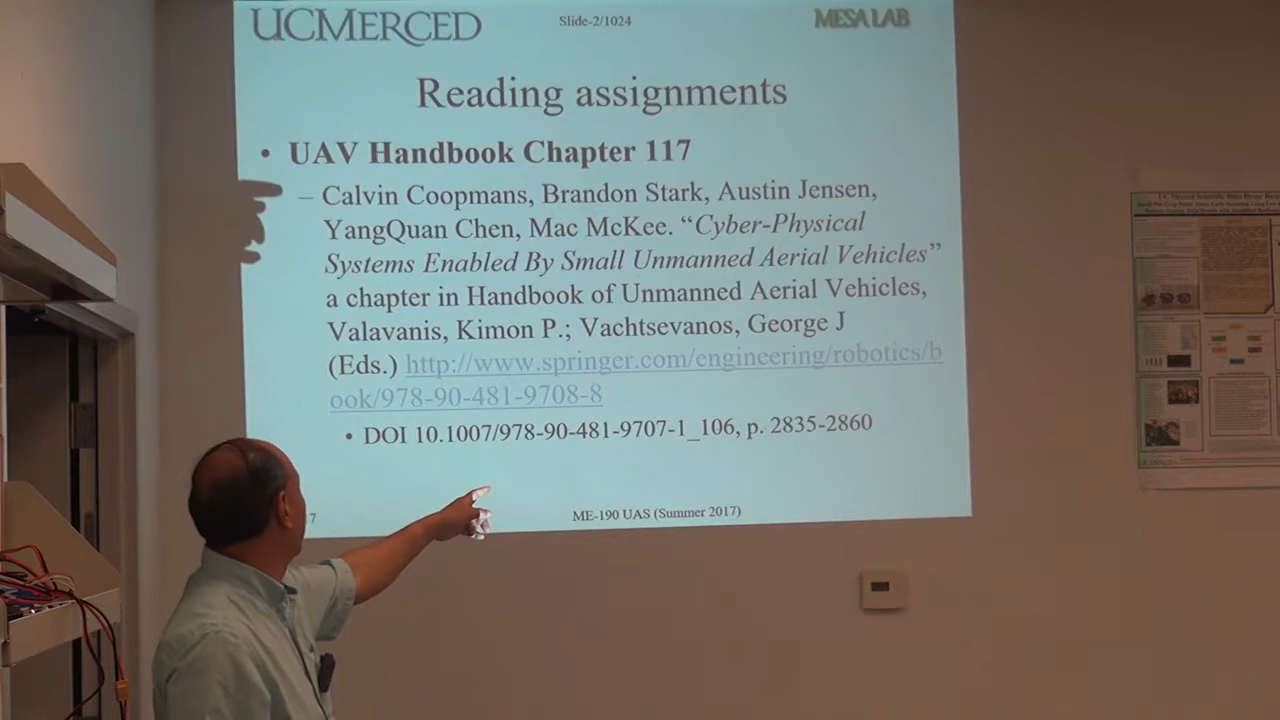 UCMERCED
Slide-2/1024
MESA LAB
Reading assignments
• UAV Handbook Chapter 117
– Calvin Coopmans, Brandon Stark, Austin Jensen,
YangQuan Chen, Mac McKee. “Cyber-Physical
Systems Enabled By Small Unmanned Aerial Vehicles”
a chapter in Handbook of Unmanned Aerial Vehicles,
Valavanis, Kimon P.; Vachtsevanos, George J
(Eds.) http://www.springer.com/engineering/robotics/b
ook/978-90-481-9708-8
• DOI 10.1007/978-90-481-9707-1_106, p. 2835-2860
7
ME-190 UAS (Summer 2017)